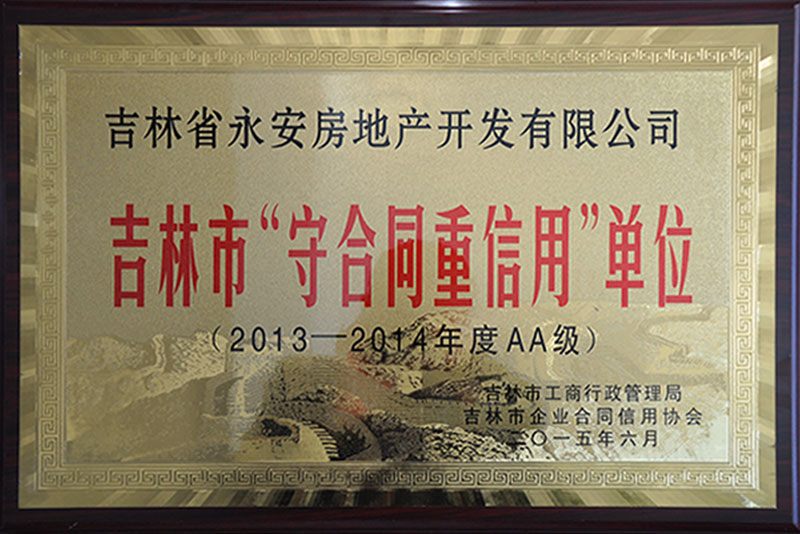 吉林省永安房地产开发有限公司
吉林市“守合同重信用”单位
（2013—2014年度AA级）
吉林市工商行政管理局
吉林市企业合同信用协会
二〇一五年六月